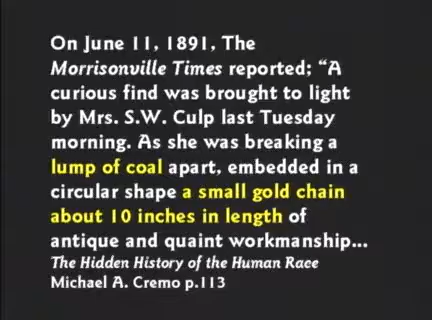 On June 11, 1891, The
Morrisonville Times reported; "A
curious find was brought to light
by Mrs. S.W. Culp last Tuesday
morning. As she was breaking a
lump of coal apart, embedded in a
circular shape a small gold chain
about 10 inches in length of
antique and quaint workmanship...
The Hidden History of the Human Race
Michael A. Cremo p.113